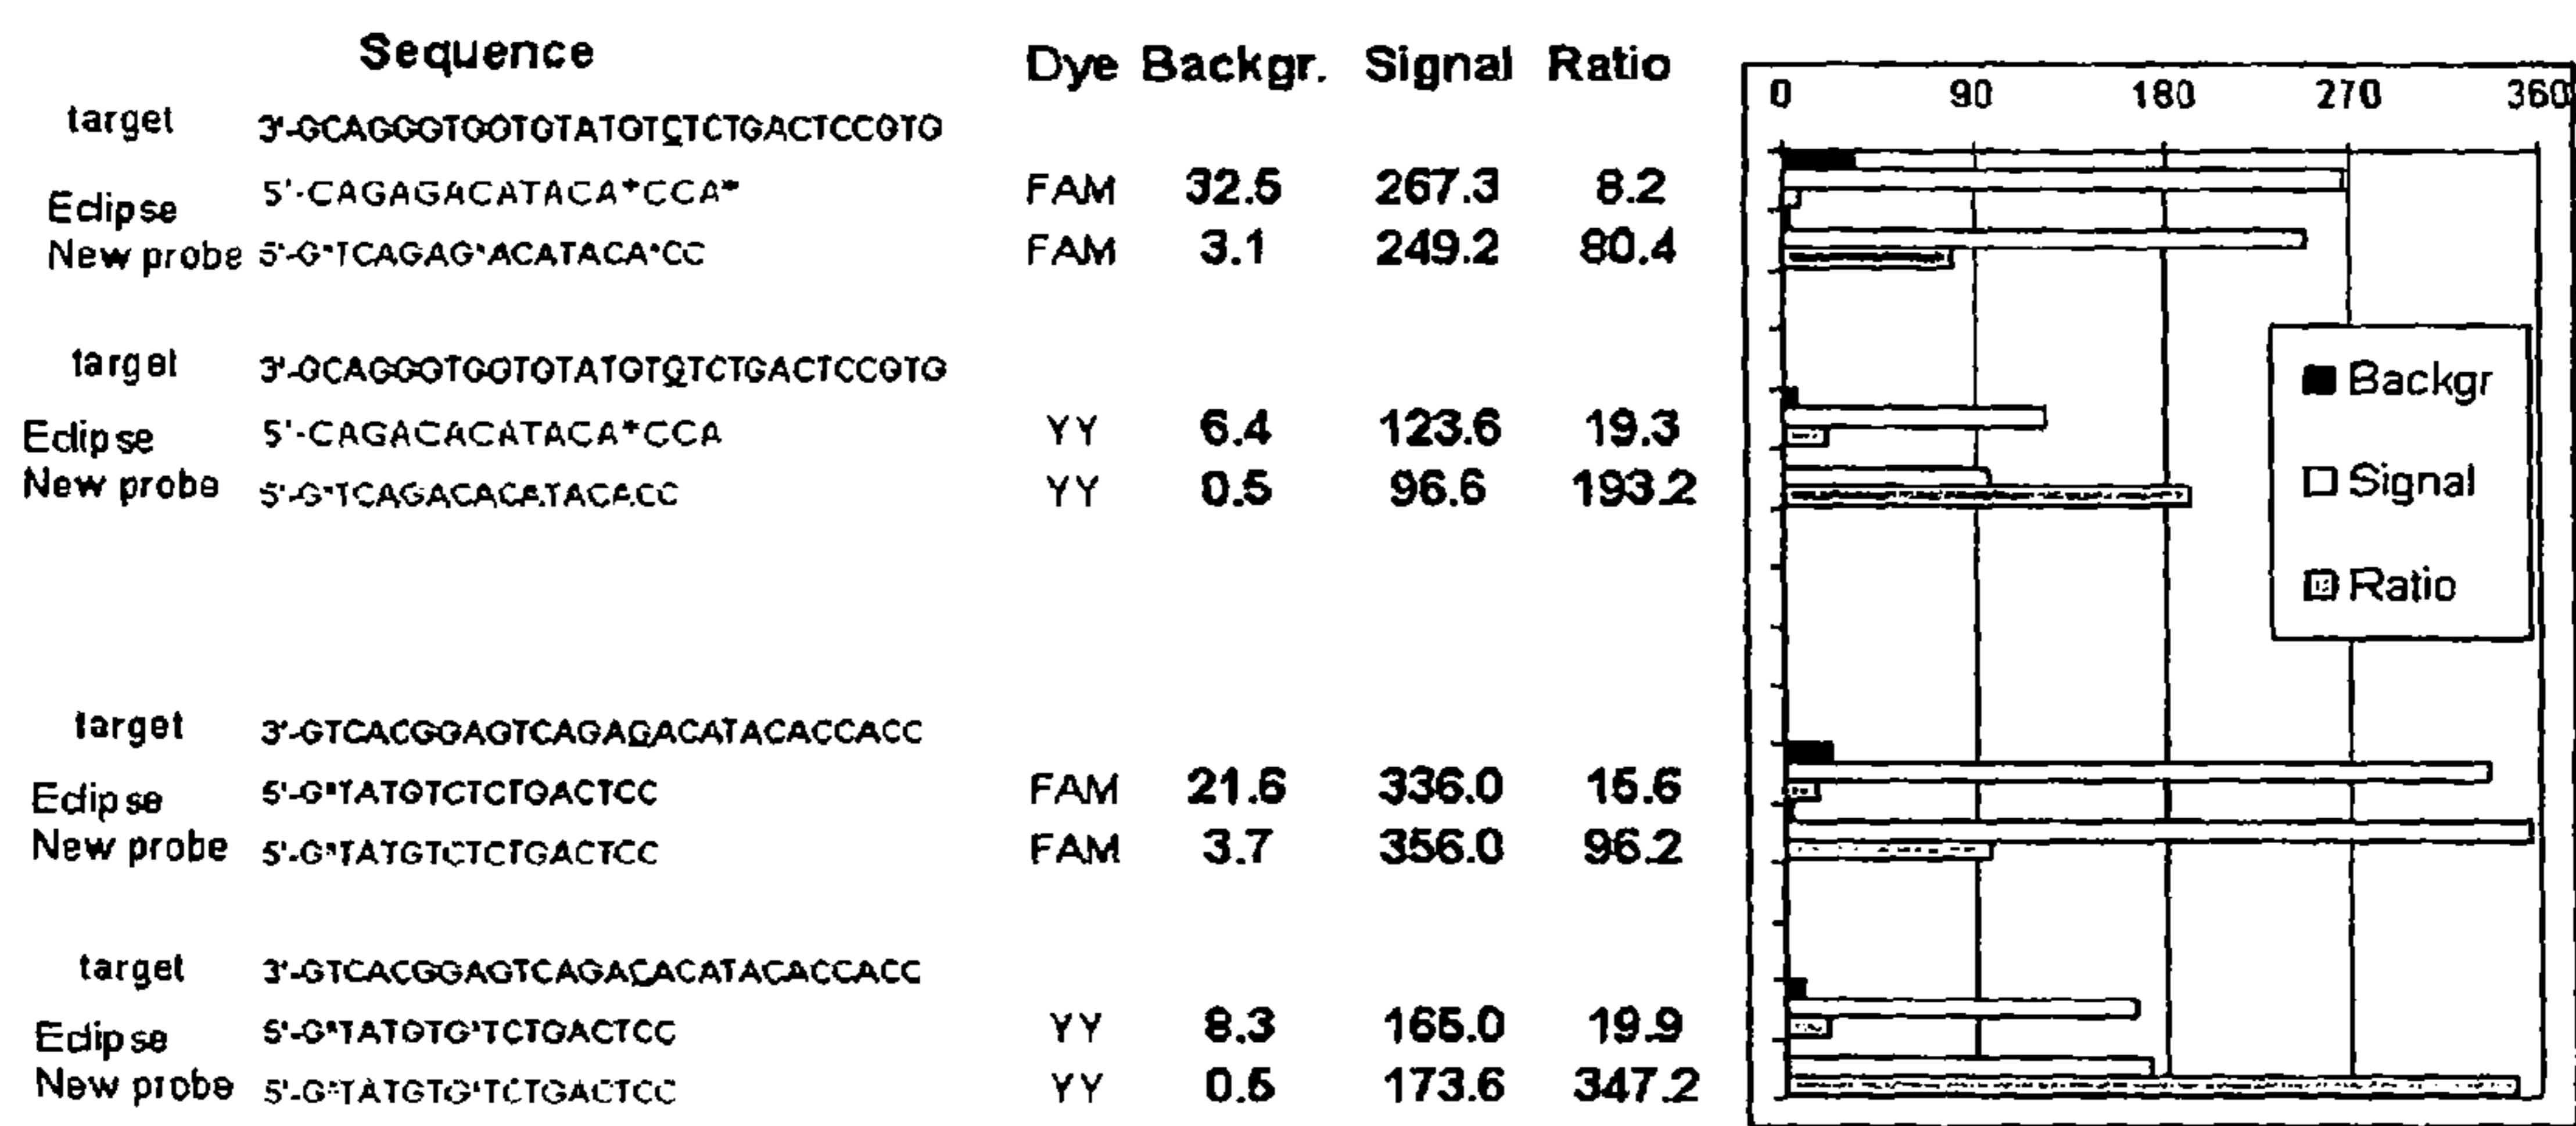 Sequence Dye Backgr. Signal Ratio
0 90 180 270 360
target 3'-GCAGGGTGGTGTATGTCTCTGACTCCGTG
Eclipse 5'-CAGAGACATACA*CCA* FAM 32.5 267.3 8.2
New probe 5'-G*TCAGAG*ACATACA*CC FAM 3.1 249.2 80.4
target 3'-GCAGGGTGGTGTATGTGTCTGACTCCGTG
Eclipse 5'-CAGACACATACA*CCA YY 6.4 123.6 19.3
New probe 5'-G*TCAGACACATACACC YY 0.5 96.6 193.2
Backgr
Signal
Ratio
target 3'-GTCACGGAGTCAGAGACATACACCACC
Eclipse 5'-G*TATGTCTCTGACTCC FAM 21.6 336.0 15.6
New probe 5'-G*TATGTCTCTGACTCC FAM 3.7 356.0 96.2
target 3'-GTCACGGAGTCAGACACATACACCACC
Eclipse 5'-G*TATGTG*TCTGACTCC YY 8.3 165.0 19.9
New probe 5'-G*TATGTG*TCTGACTCC YY 0.5 173.6 347.2